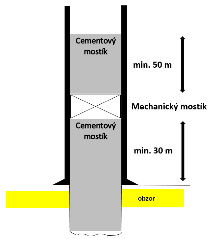 Cementový
mostík
min. 50 m
Mechanický mostík
Cementový
mostík
min. 30 m
obzor